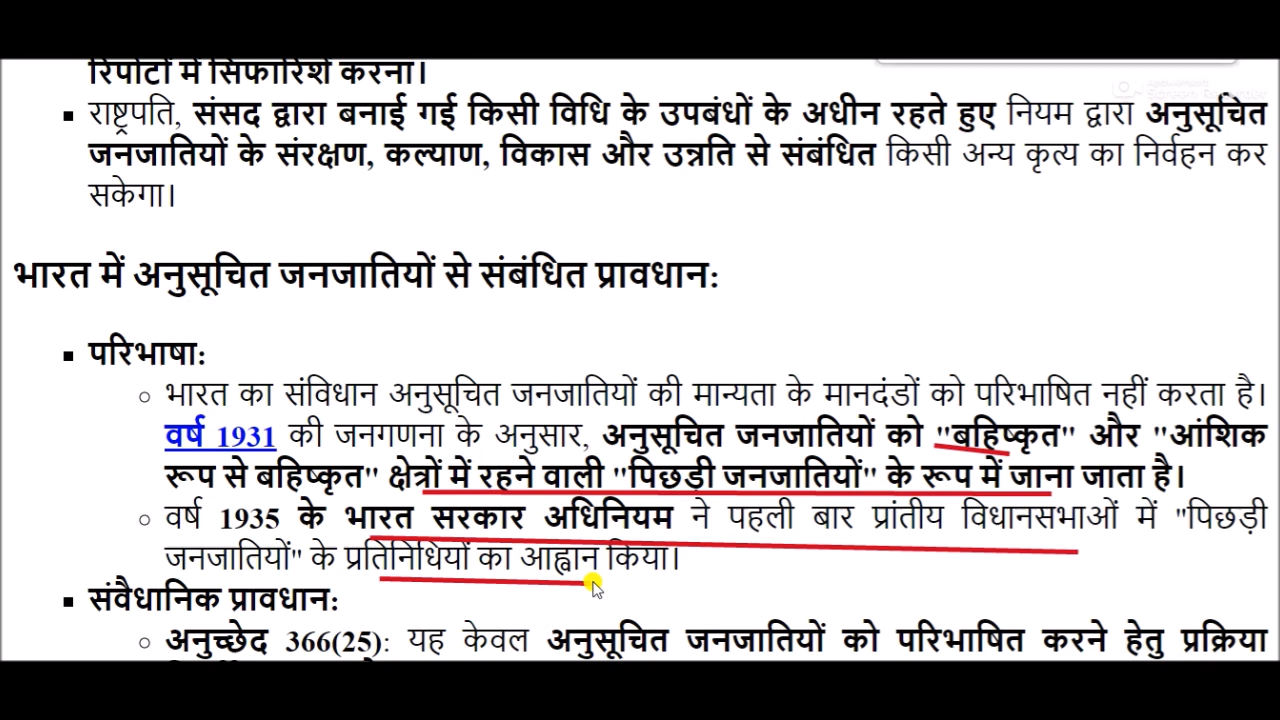 रिपोर्टों में सिफारिशें करना।
▪ राष्ट्रपति, संसद द्वारा बनाई गई किसी विधि के उपबंधों के अधीन रहते हुए नियम द्वारा अनुसूचित
जनजातियों के संरक्षण, कल्याण, विकास और उन्नति से संबंधित किसी अन्य कृत्य का निर्वहन कर
सकेगा।
भारत में अनुसूचित जनजातियों से संबंधित प्रावधान:
▪ परिभाषा:
○ भारत का संविधान अनुसूचित जनजातियों की मान्यता के मानदंडों को परिभाषित नहीं करता है।
वर्ष 1931 की जनगणना के अनुसार, अनुसूचित जनजातियों को "बहिष्कृत" और "आंशिक
रूप से बहिष्कृत" क्षेत्रों में रहने वाली "पिछड़ी जनजातियों" के रूप में जाना जाता है।
○ वर्ष 1935 के भारत सरकार अधिनियम ने पहली बार प्रांतीय विधानसभाओं में "पिछड़ी
जनजातियों" के प्रतिनिधियों का आह्वान किया।
▪ संवैधानिक प्रावधान:
○ अनुच्छेद 366(25): यह केवल अनुसूचित जनजातियों को परिभाषित करने हेतु प्रक्रिया